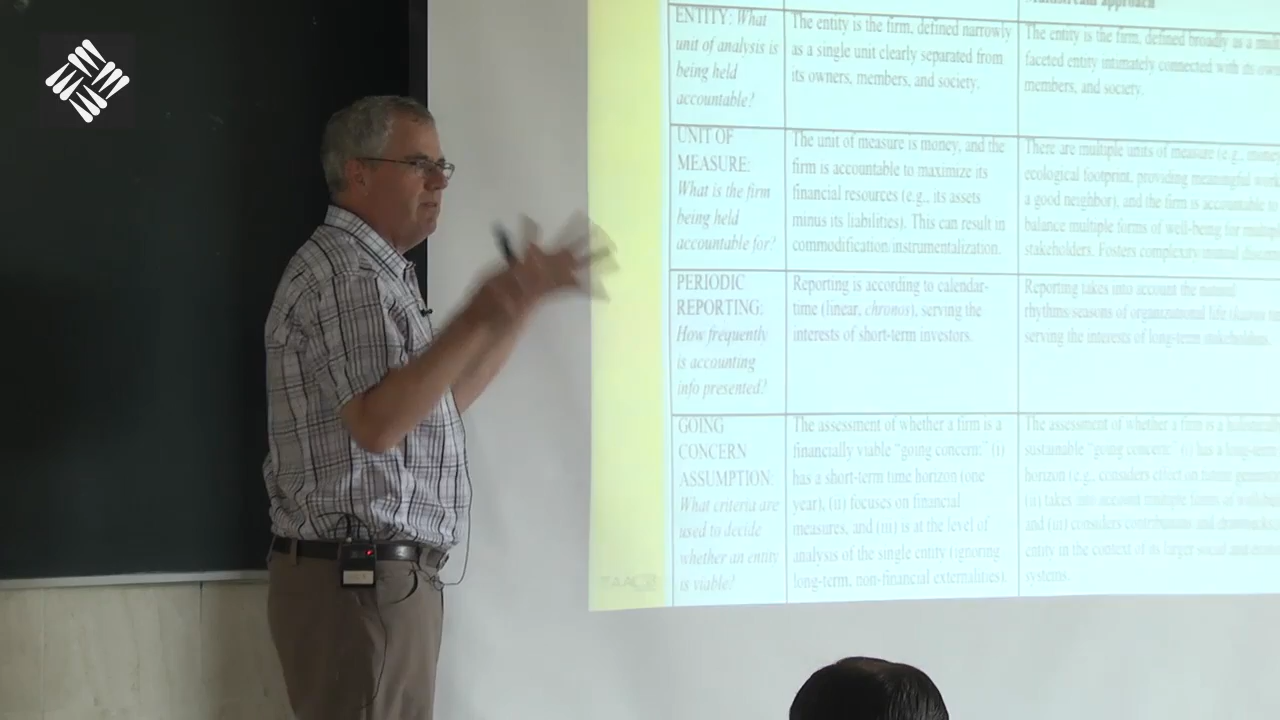 Multistream approach
ENTITY: What
unit of analysis is
being held
accountable?
The entity is the firm, defined narrowly
as a single unit clearly separated from
its owners, members, and society.
The entity is the firm, defined broadly as a
faceted entity intimately connected with its
members, and society.
UNIT OF
MEASURE:
What is the firm
being held
accountable for?
The unit of measure is money, and the
firm is accountable to maximize its
financial resources (e.g., its assets
minus its liabilities). This can result in
commodification/instrumentalization.
There are multiple units of measure (e.g., money
ecological footprint, providing meaningful work
a good neighbor), and the firm is accountable to
balance multiple forms of well-being for
stakeholders. Fosters complexity/mutual
PERIODIC
REPORTING:
How frequently
is accounting
info presented?
Reporting is according to calendar-
time (linear, chronos), serving the
interests of short-term investors.
Reporting takes into account the natural
rhythms/seasons of organizational life
serving the interests of long-term stakeholders.
GOING
CONCERN
ASSUMPTION:
What criteria are
used to decide
whether an entity
is viable?
The assessment of whether a firm is a
financially viable "going concern:" (i)
has a short-term time horizon (one
year), (ii) focuses on financial
measures, and (iii) is at the level of
analysis of the single entity (ignoring
long-term, non-financial externalities).
The assessment of whether a firm is a
sustainable "going concern:" (i) has a long-term
horizon (e.g., considers effect on future
(ii) takes into account multiple forms of
and (iii) considers contributions and
entity in the context of its larger social and
systems.